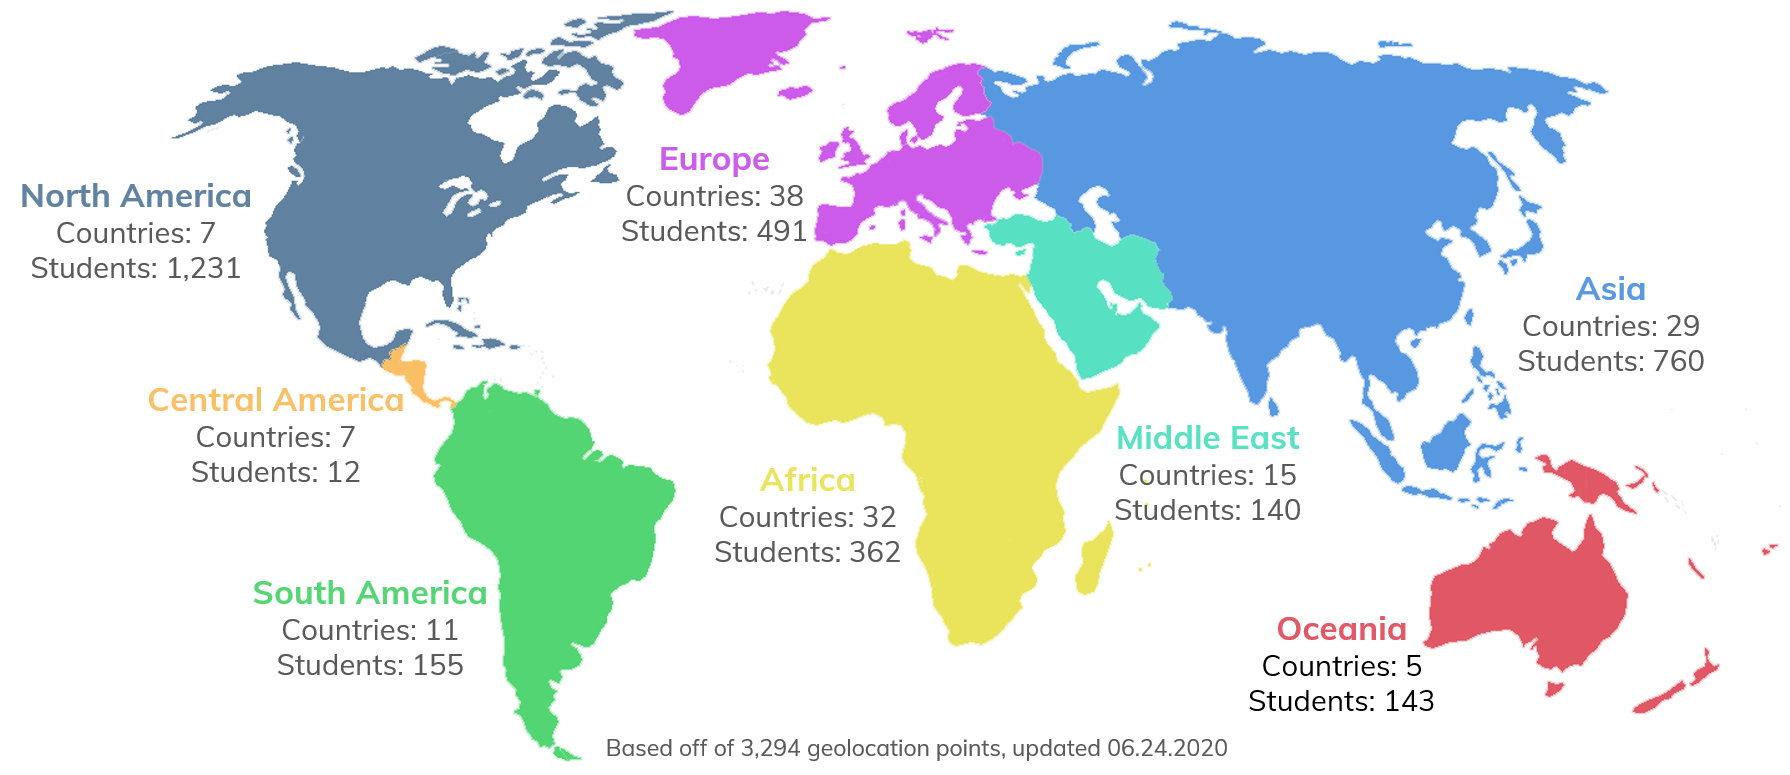 Europe
Countries: 38
Students: 491
North America
Countries: 7
Students: 1,231
Asia
Countries: 29
Students: 760
Central America
Countries: 7
Students: 12
Middle East
Countries: 15
Students: 140
Africa
Countries: 32
Students: 362
South America
Countries: 11
Students: 155
Oceania
Countries: 5
Students: 143
Based off of 3,294 geolocation points, updated 06.24.2020